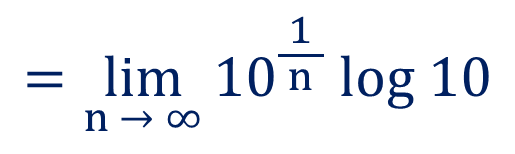 = lim n → ∞ 10^(1/n) log 10